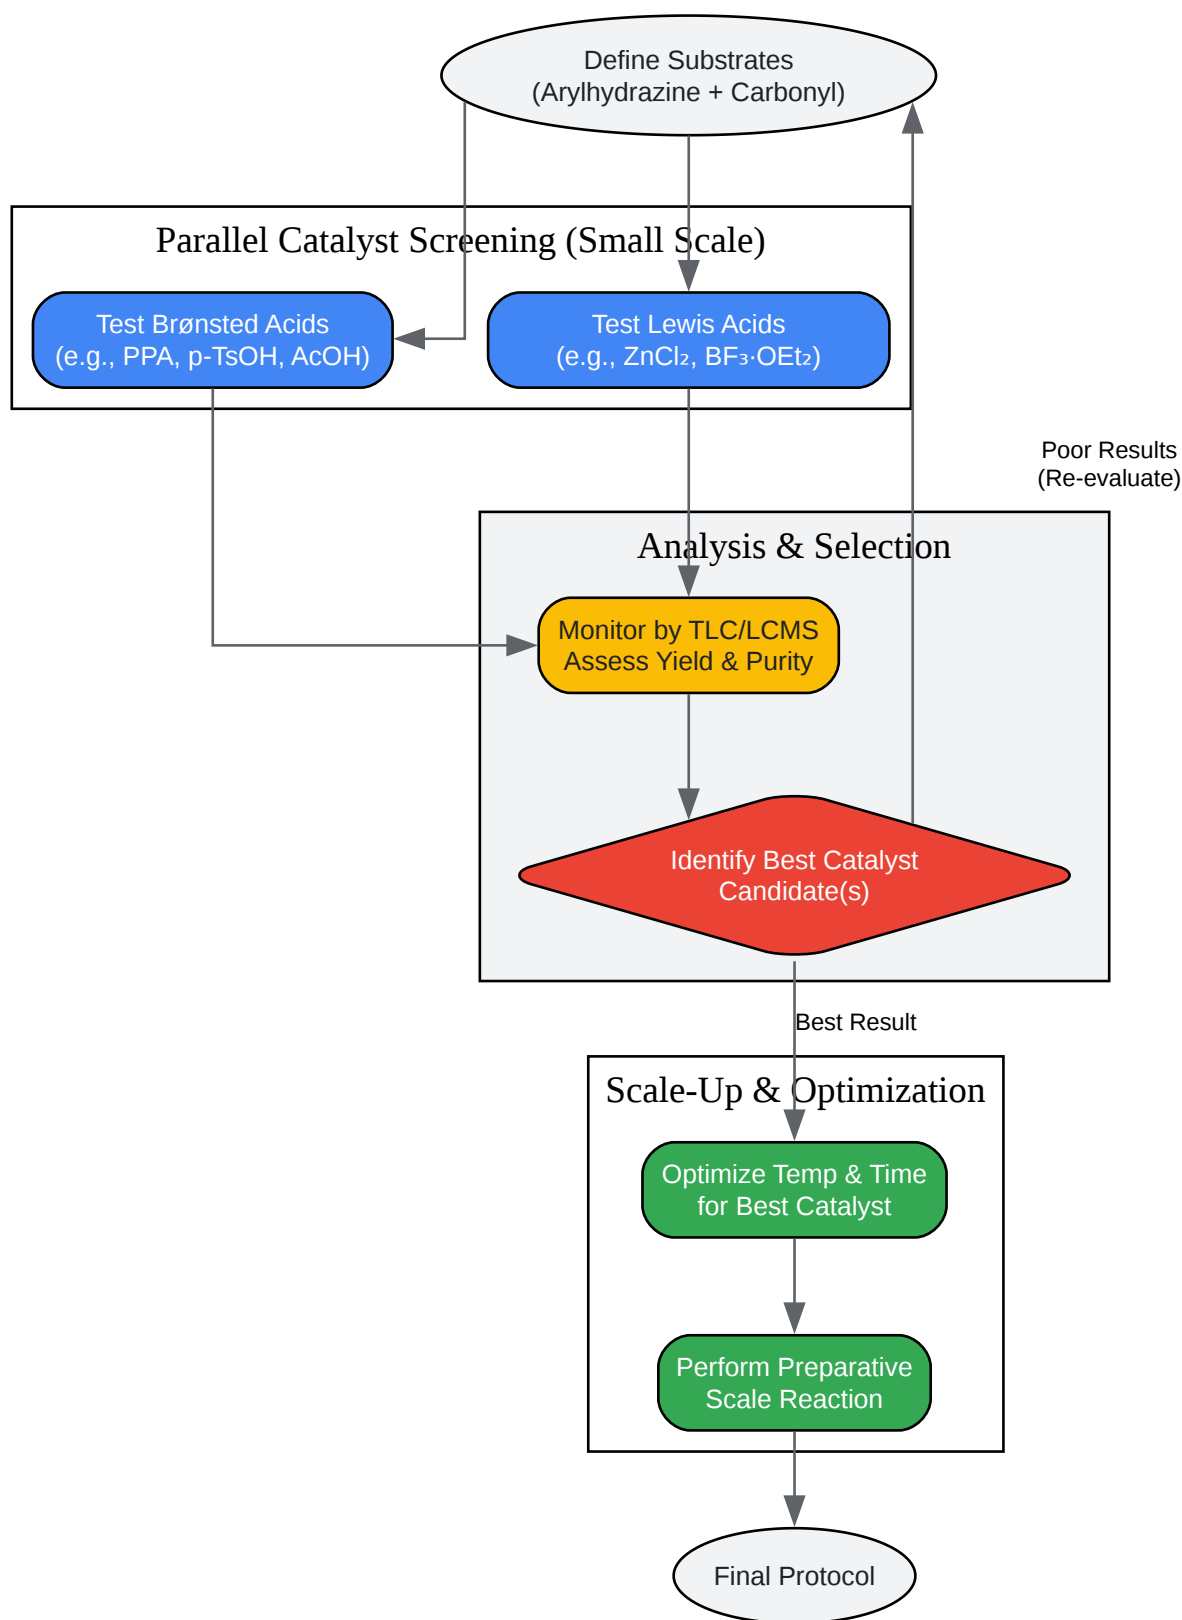 Define Substrates
(Arylhydrazine + Carbonyl)
Parallel Catalyst Screening (Small Scale)
Test Brønsted Acids
(e.g., PPA, p-TsOH, AcOH)
Test Lewis Acids
(e.g., ZnCl₂, BF₃·OEt₂)
Poor Results
(Re-evaluate)
Analysis & Selection
Monitor by TLC/LCMS
Assess Yield & Purity
Identify Best Catalyst
Candidate(s)
Best Result
Scale-Up & Optimization
Optimize Temp & Time
for Best Catalyst
Perform Preparative
Scale Reaction
Final Protocol